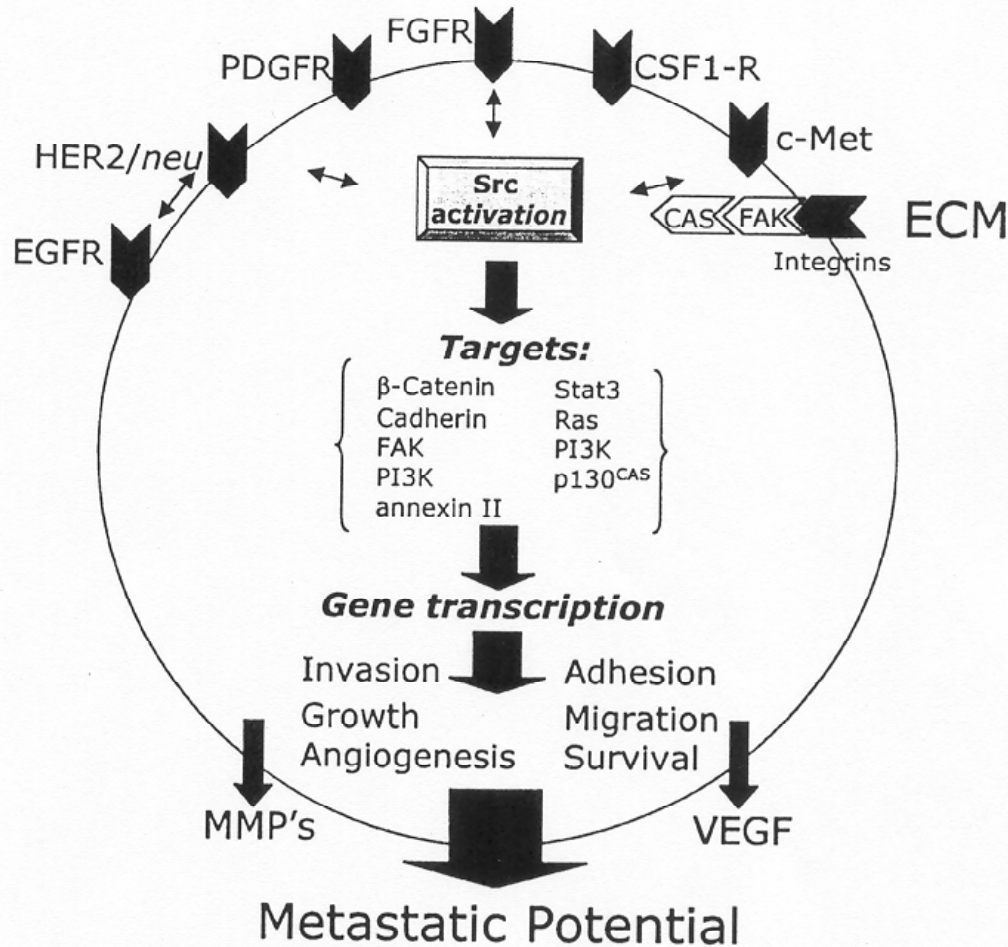 FGFR
PDGFR
CSF1-R
HER2/neu
c-Met
EGFR
Src
activation
CAS
FAK
ECM
Integrins
Targets:
β-Catenin
Cadherin
FAK
PI3K
annexin II
Stat3
Ras
PI3K
p130CAS
Gene transcription
Invasion
Growth
Angiogenesis
Adhesion
Migration
Survival
MMP's
VEGF
Metastatic Potential